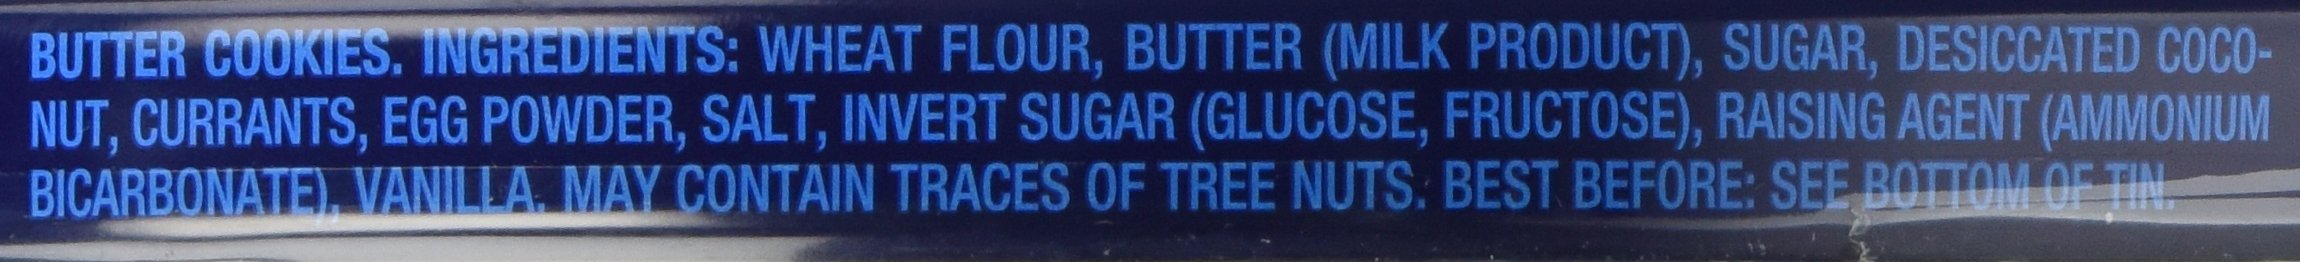 BUTTER COOKIES. INGREDIENTS: WHEAT FLOUR, BUTTER (MILK PRODUCT), SUGAR, DESICCATED COCO-
NUT, CURRANTS, EGG POWDER, SALT, INVERT SUGAR (GLUCOSE, FRUCTOSE), RAISING AGENT (AMMONIUM
BICARBONATE), VANILLA. MAY CONTAIN TRACES OF TREE NUTS. BEST BEFORE: SEE BOTTOM OF TIN.